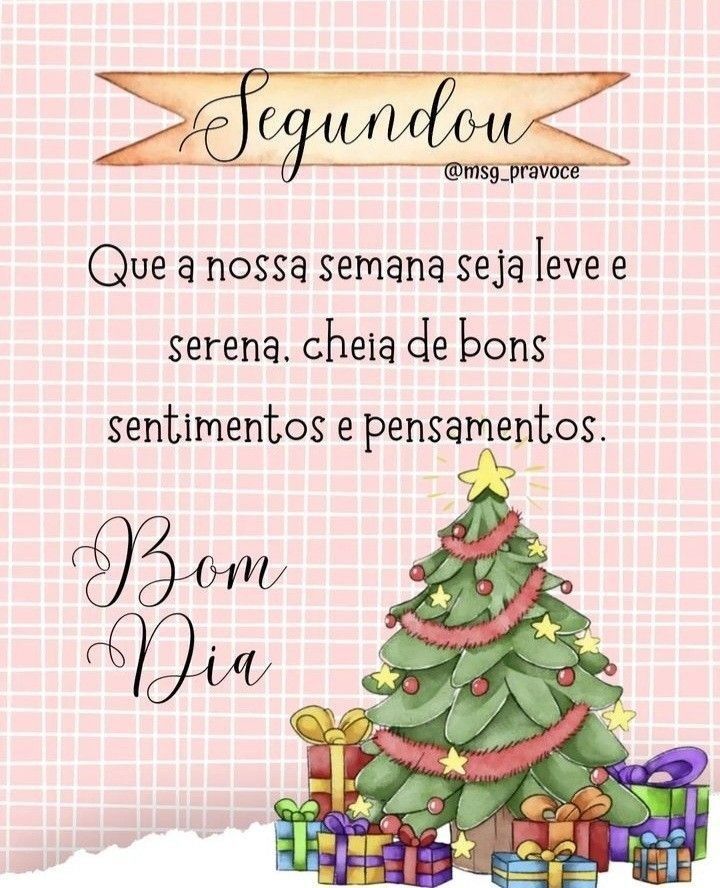 Segundou
@msg_pravoce
Que a nossa semana seja leve e
serena. cheia de bons
sentimentos e pensamentos.
Bom
Dia